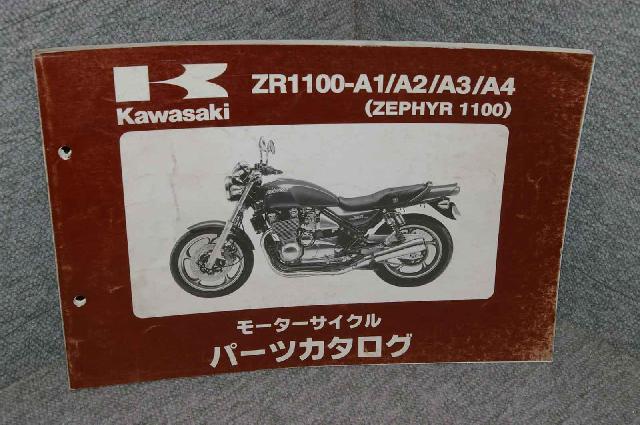 Kawasaki
ZR1100-A1/A2/A3/A4
(ZEPHYR 1100)
モーターサイクル
パーツカタログ